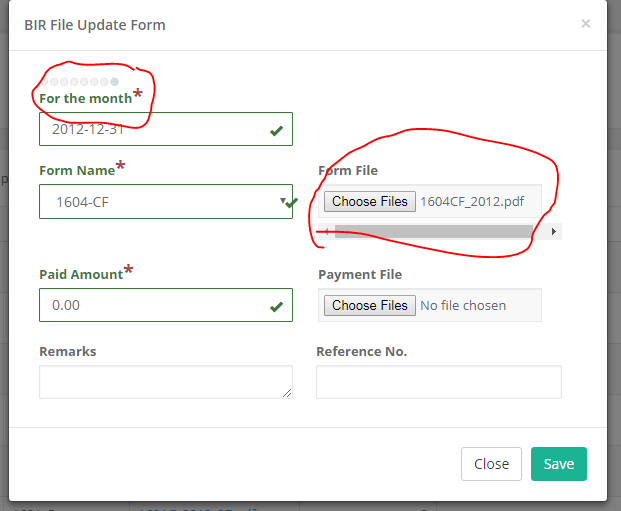 BIR File Update Form ×
For the month*
2012-12-31
Form Name* Form File
1604-CF Choose Files 1604CF_2012.pdf
Paid Amount* Payment File
0.00 Choose Files No file chosen
Remarks Reference No.
Close Save